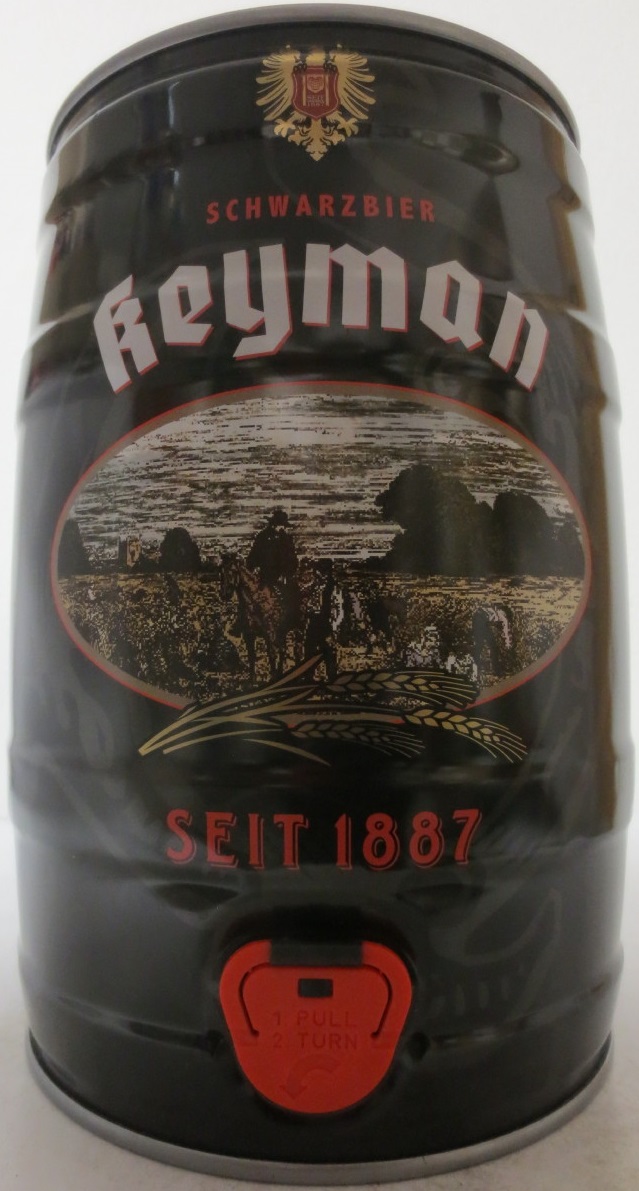 SCHWARZBIER
Keyman
SEIT 1887
1 PULL
2 TURN